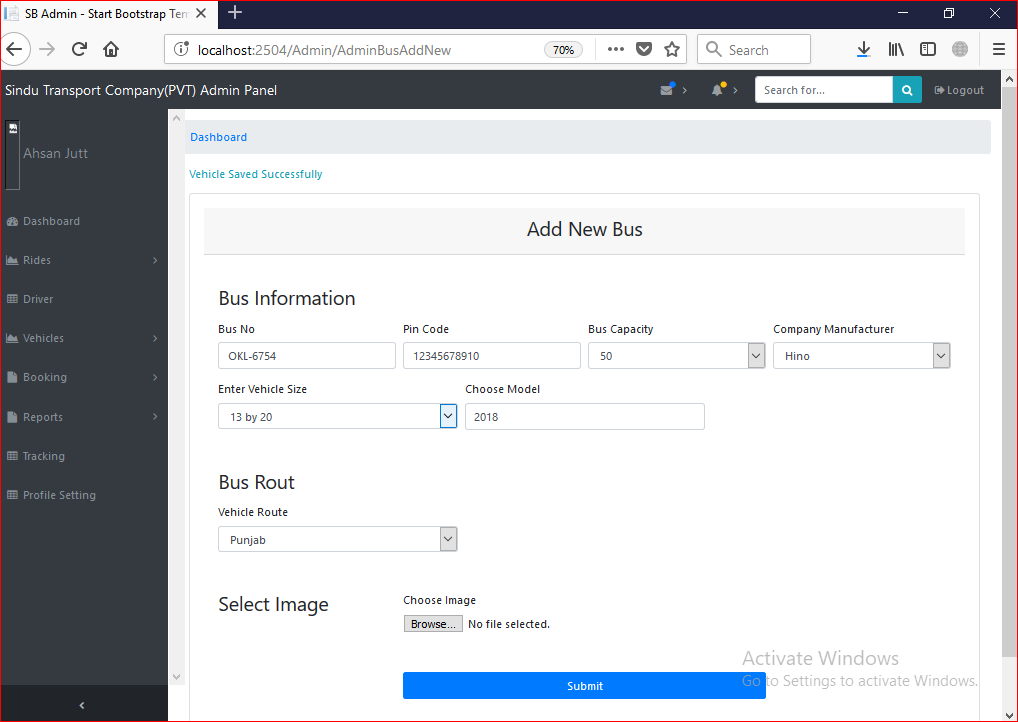 SB Admin - Start Bootstrap Tem
localhost:2504/Admin/AdminBusAddNew
70%
Search
Sindu Transport Company(PVT) Admin Panel
Search for...
Logout
Ahsan Jutt
Dashboard
Rides
Driver
Vehicles
Booking
Reports
Tracking
Profile Setting
Dashboard
Vehicle Saved Successfully
Add New Bus
Bus Information
Bus No Pin Code Bus Capacity Company Manufacturer
OKL-6754 12345678910 50 Hino
Enter Vehicle Size Choose Model
13 by 20 2018
Bus Rout
Vehicle Route
Punjab
Select Image
Choose Image
Browse... No file selected.
Submit
Activate Windows
Go to Settings to activate Windows.